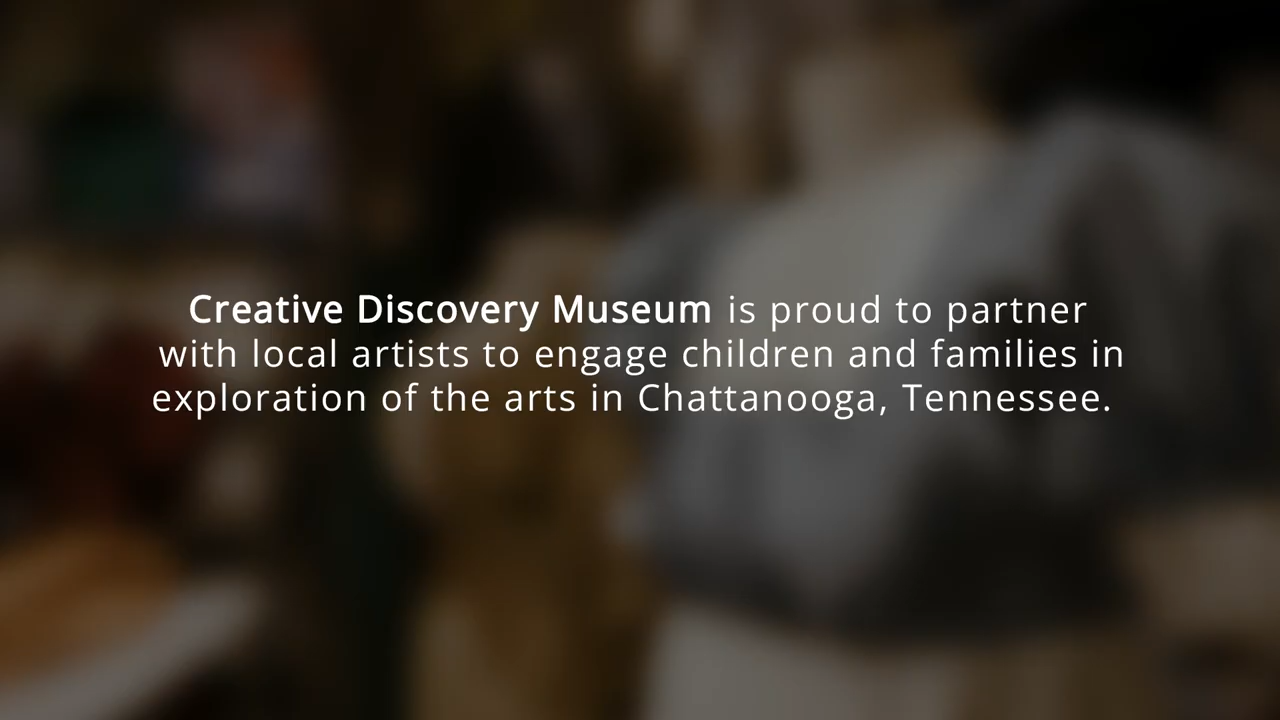 Creative Discovery Museum is proud to partner
with local artists to engage children and families in
exploration of the arts in Chattanooga, Tennessee.